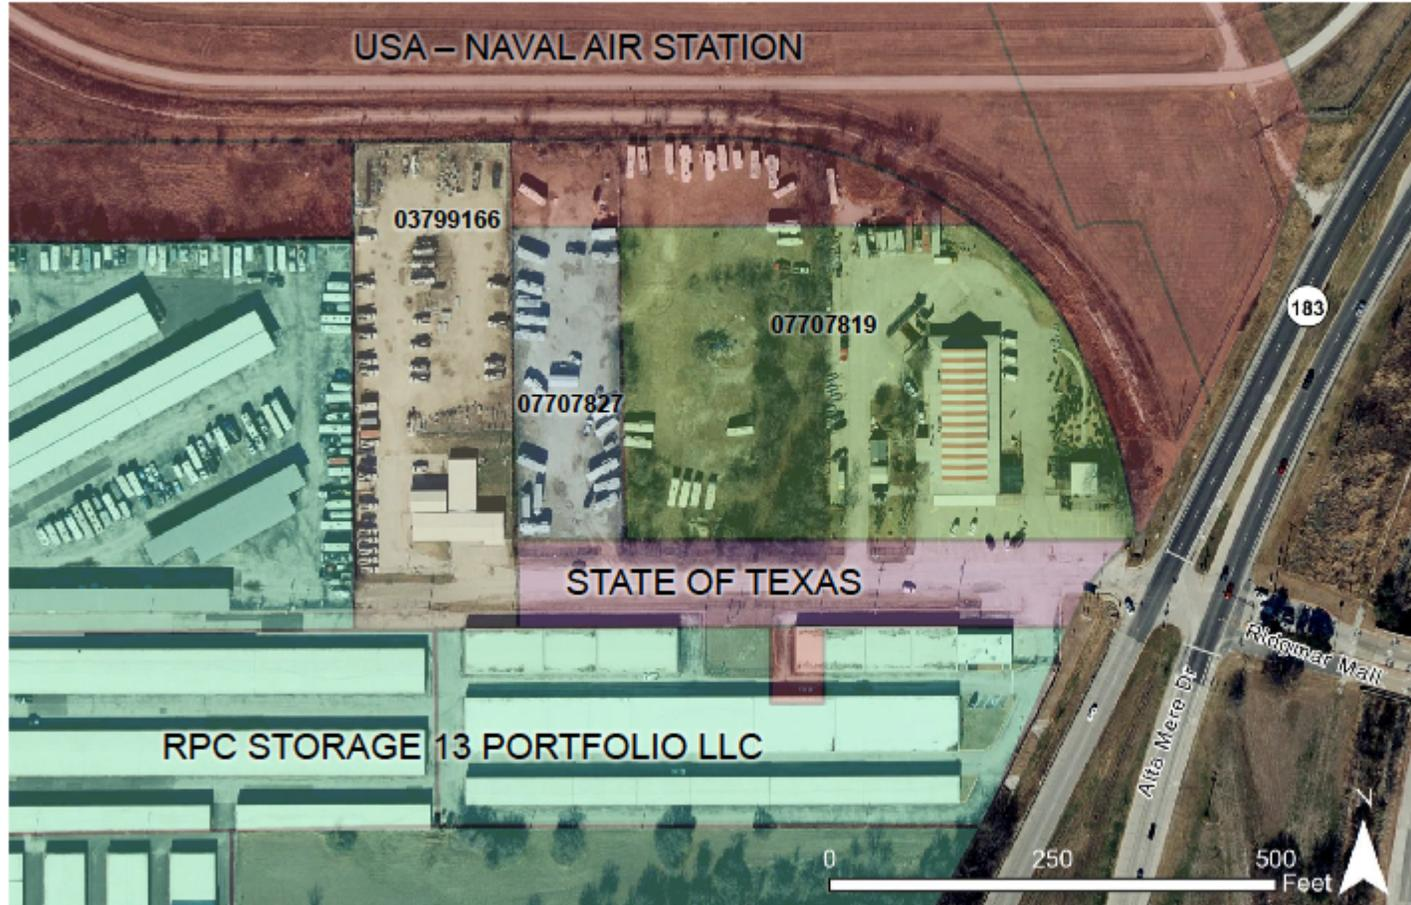 USA – NAVAL AIR STATION
03799166
183
07707819
07707827
STATE OF TEXAS
Ridgmar Mall
Alta Mere Dr
RPC STORAGE 13 PORTFOLIO LLC
N
0 250 500
Feet